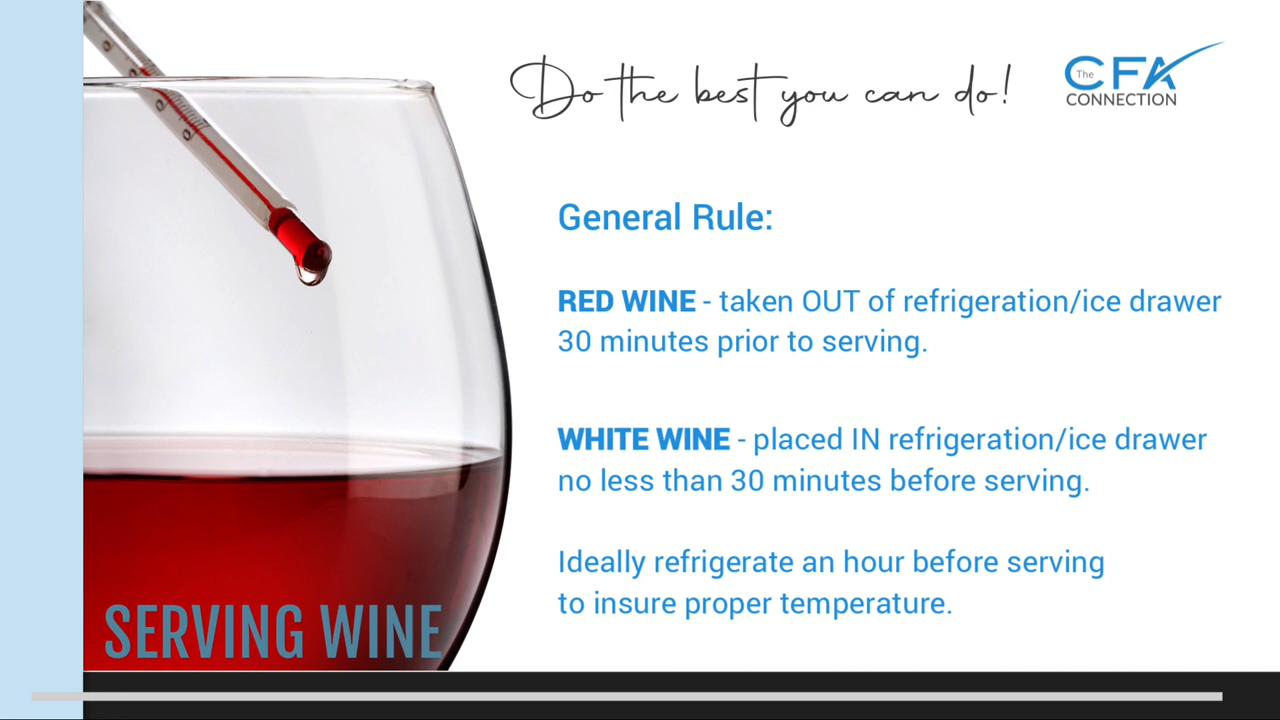 Do the best you can do!
The
CFA
CONNECTION
General Rule:
RED WINE - taken OUT of refrigeration/ice drawer
30 minutes prior to serving.
WHITE WINE - placed IN refrigeration/ice drawer
no less than 30 minutes before serving.
Ideally refrigerate an hour before serving
to insure proper temperature.
SERVING WINE